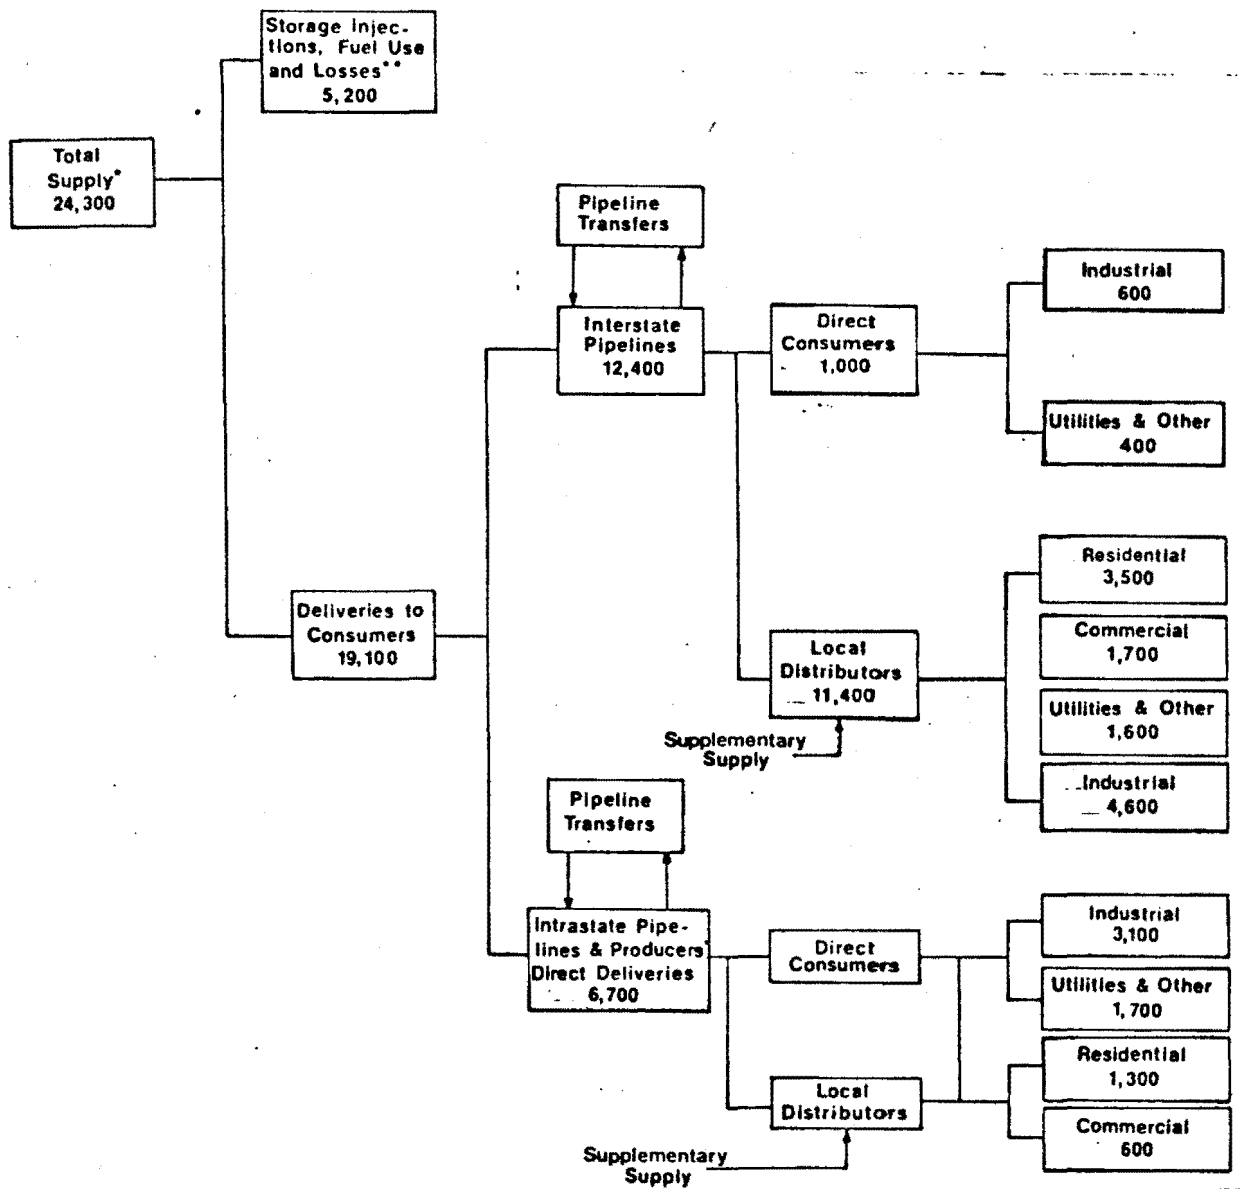 Storage Injec-
tions, Fuel Use
and Losses**
5,200
Total
Supply*
24,300
Pipeline
Transfers
Interstate
Pipelines
12,400
Direct
Consumers
1,000
Industrial
600
Utilities & Other
400
Deliveries to
Consumers
19,100
Local
Distributors
11,400
Supplementary
Supply
Residential
3,500
Commercial
1,700
Utilities & Other
1,600
Industrial
4,600
Pipeline
Transfers
Intrastate Pipe-
lines & Producers'
Direct Deliveries
6,700
Direct
Consumers
Local
Distributors
Supplementary
Supply
Industrial
3,100
Utilities & Other
1,700
Residential
1,300
Commercial
600